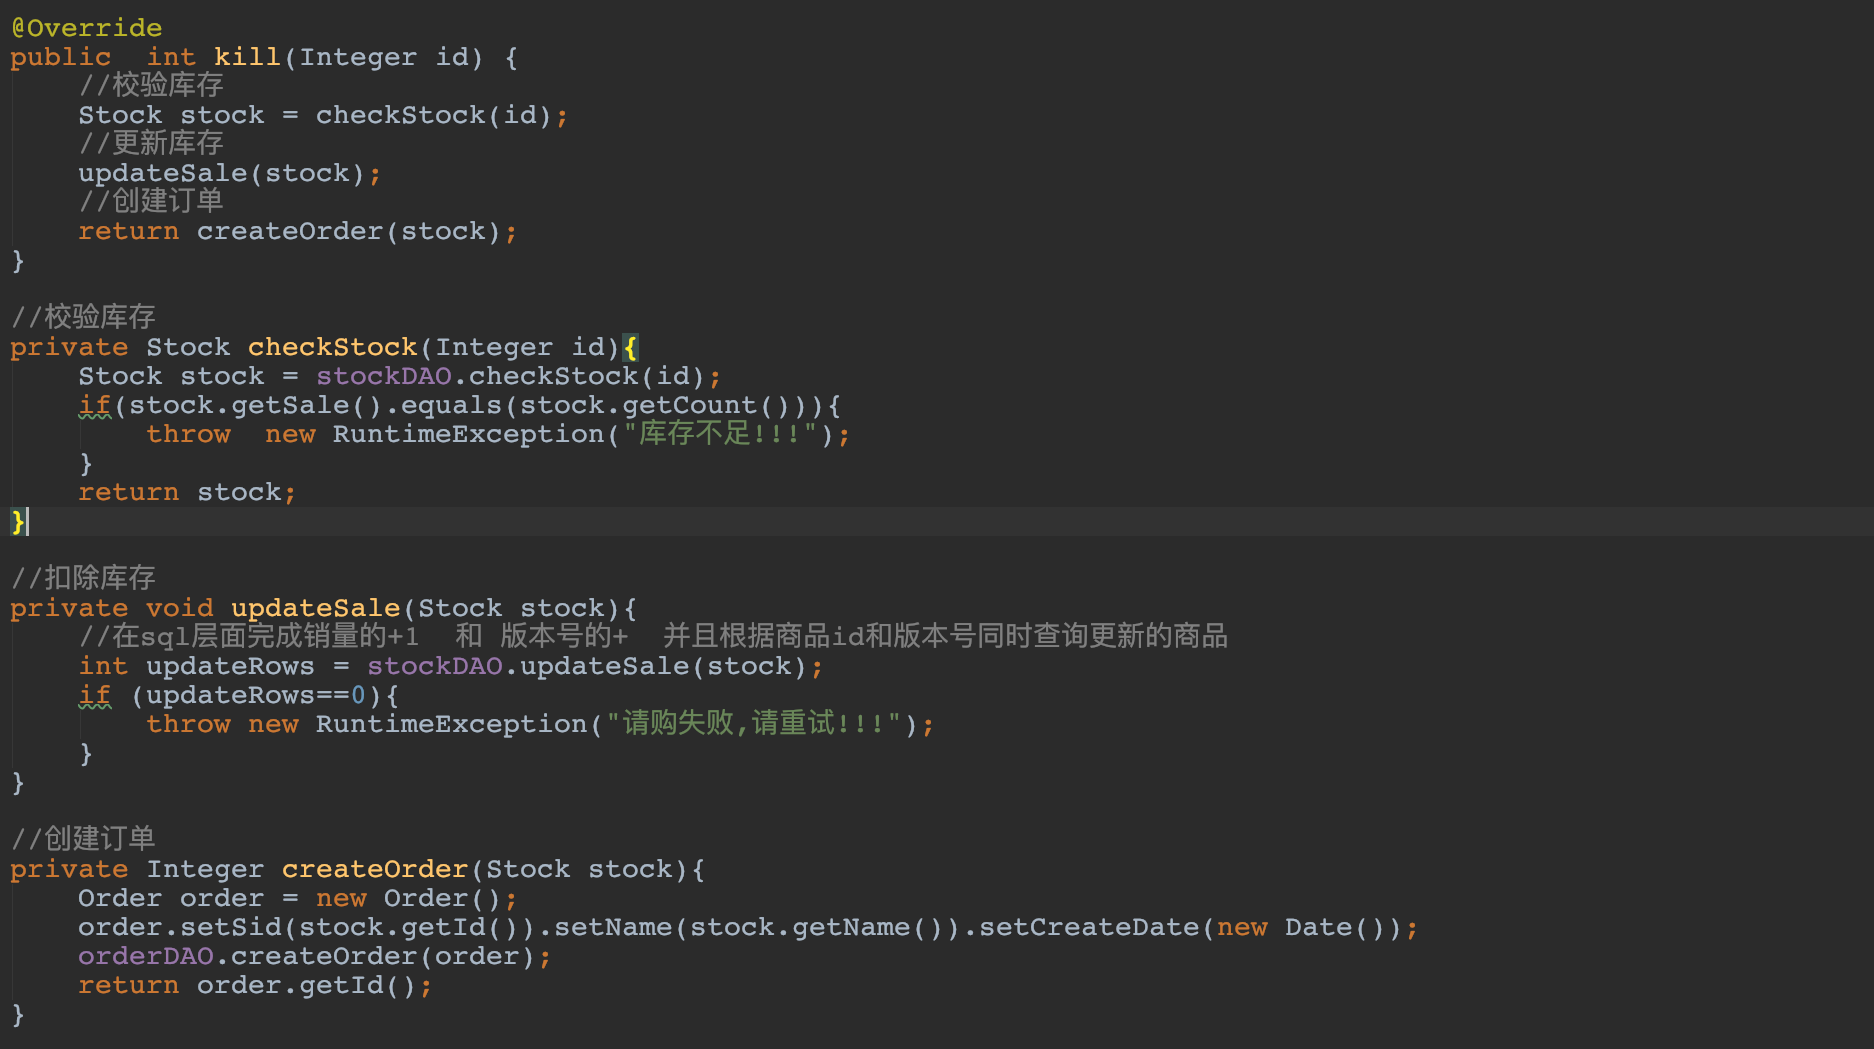 @Override
public  int kill(Integer id) {
    //校验库存
    Stock stock = checkStock(id);
    //更新库存
    updateSale(stock);
    //创建订单
    return createOrder(stock);
}

//校验库存
private Stock checkStock(Integer id){
    Stock stock = stockDAO.checkStock(id);
    if(stock.getSale().equals(stock.getCount())){
        throw  new RuntimeException("库存不足!!!");
    }
    return stock;
}

//扣除库存
private void updateSale(Stock stock){
    //在sql层面完成销量的+1  和 版本号的+  并且根据商品id和版本号同时查询更新的商品
    int updateRows = stockDAO.updateSale(stock);
    if (updateRows==0){
        throw new RuntimeException("请购失败,请重试!!!");
    }
}

//创建订单
private Integer createOrder(Stock stock){
    Order order = new Order();
    order.setSid(stock.getId()).setName(stock.getName()).setCreateDate(new Date());
    orderDAO.createOrder(order);
    return order.getId();
}